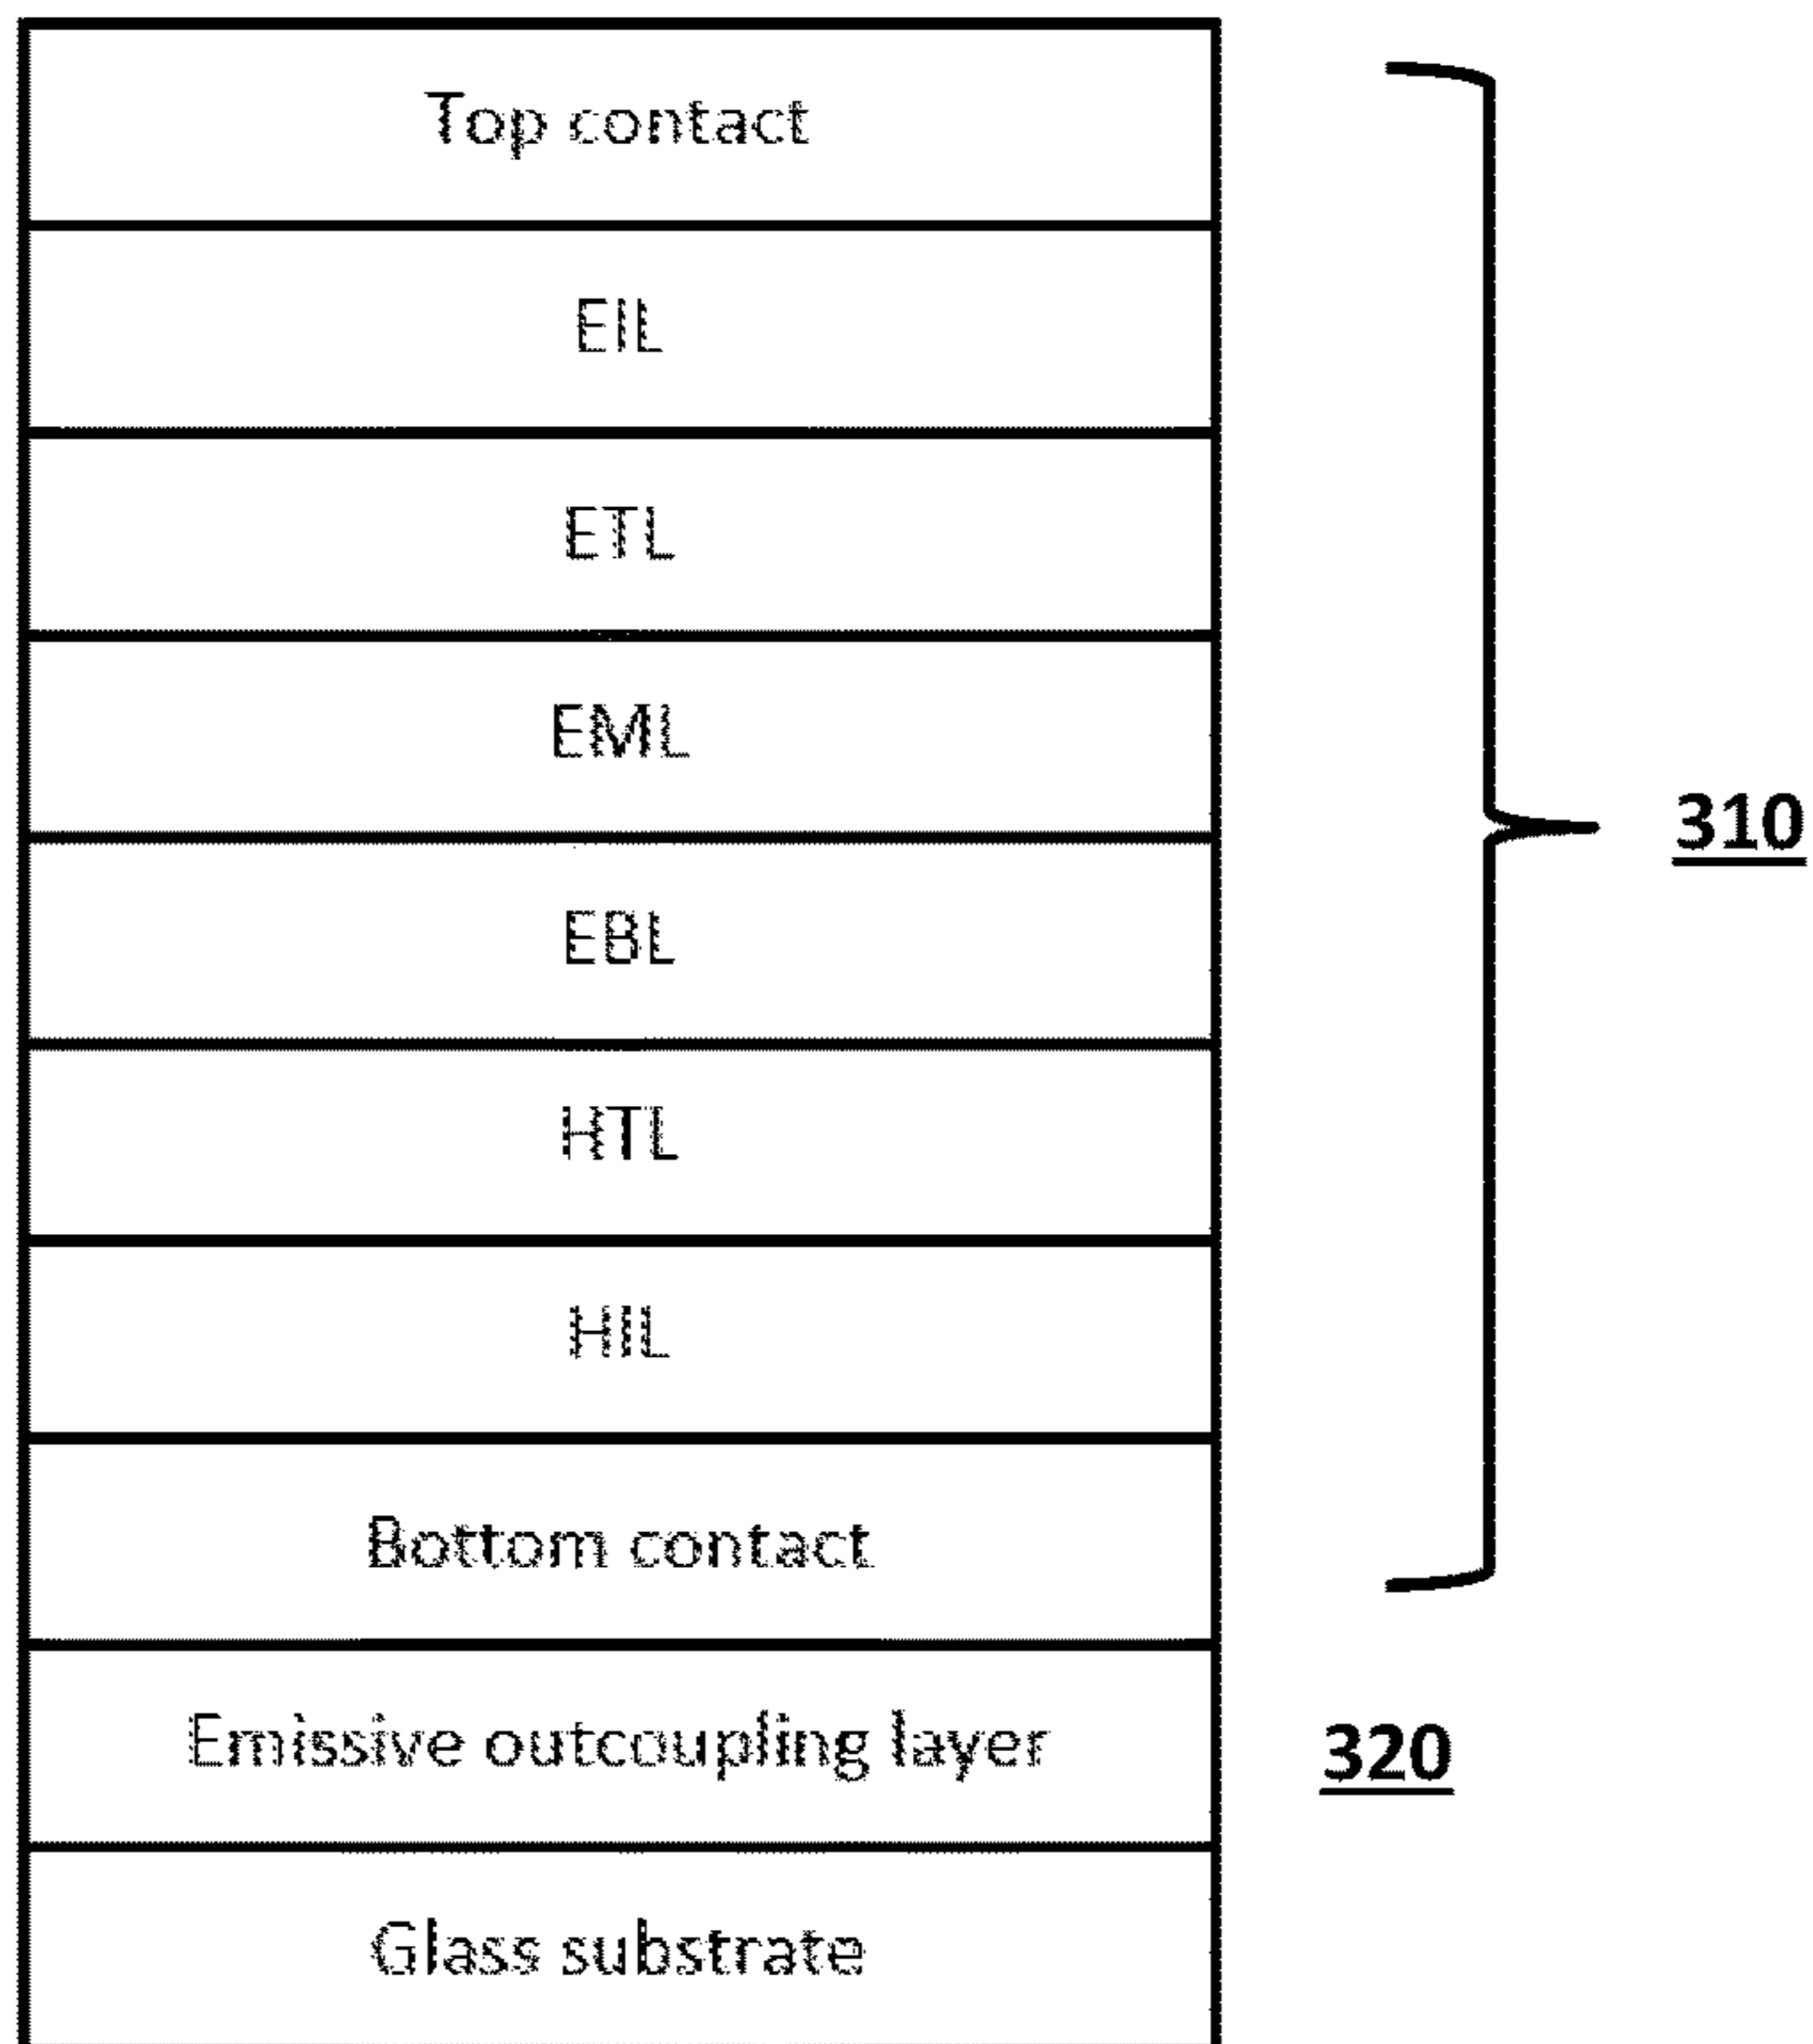 Top contact
EIL
ETL
EML
310
EBL
HTL
HIL
Bottom contact
Emissive outcoupling layer
320
Glass substrate